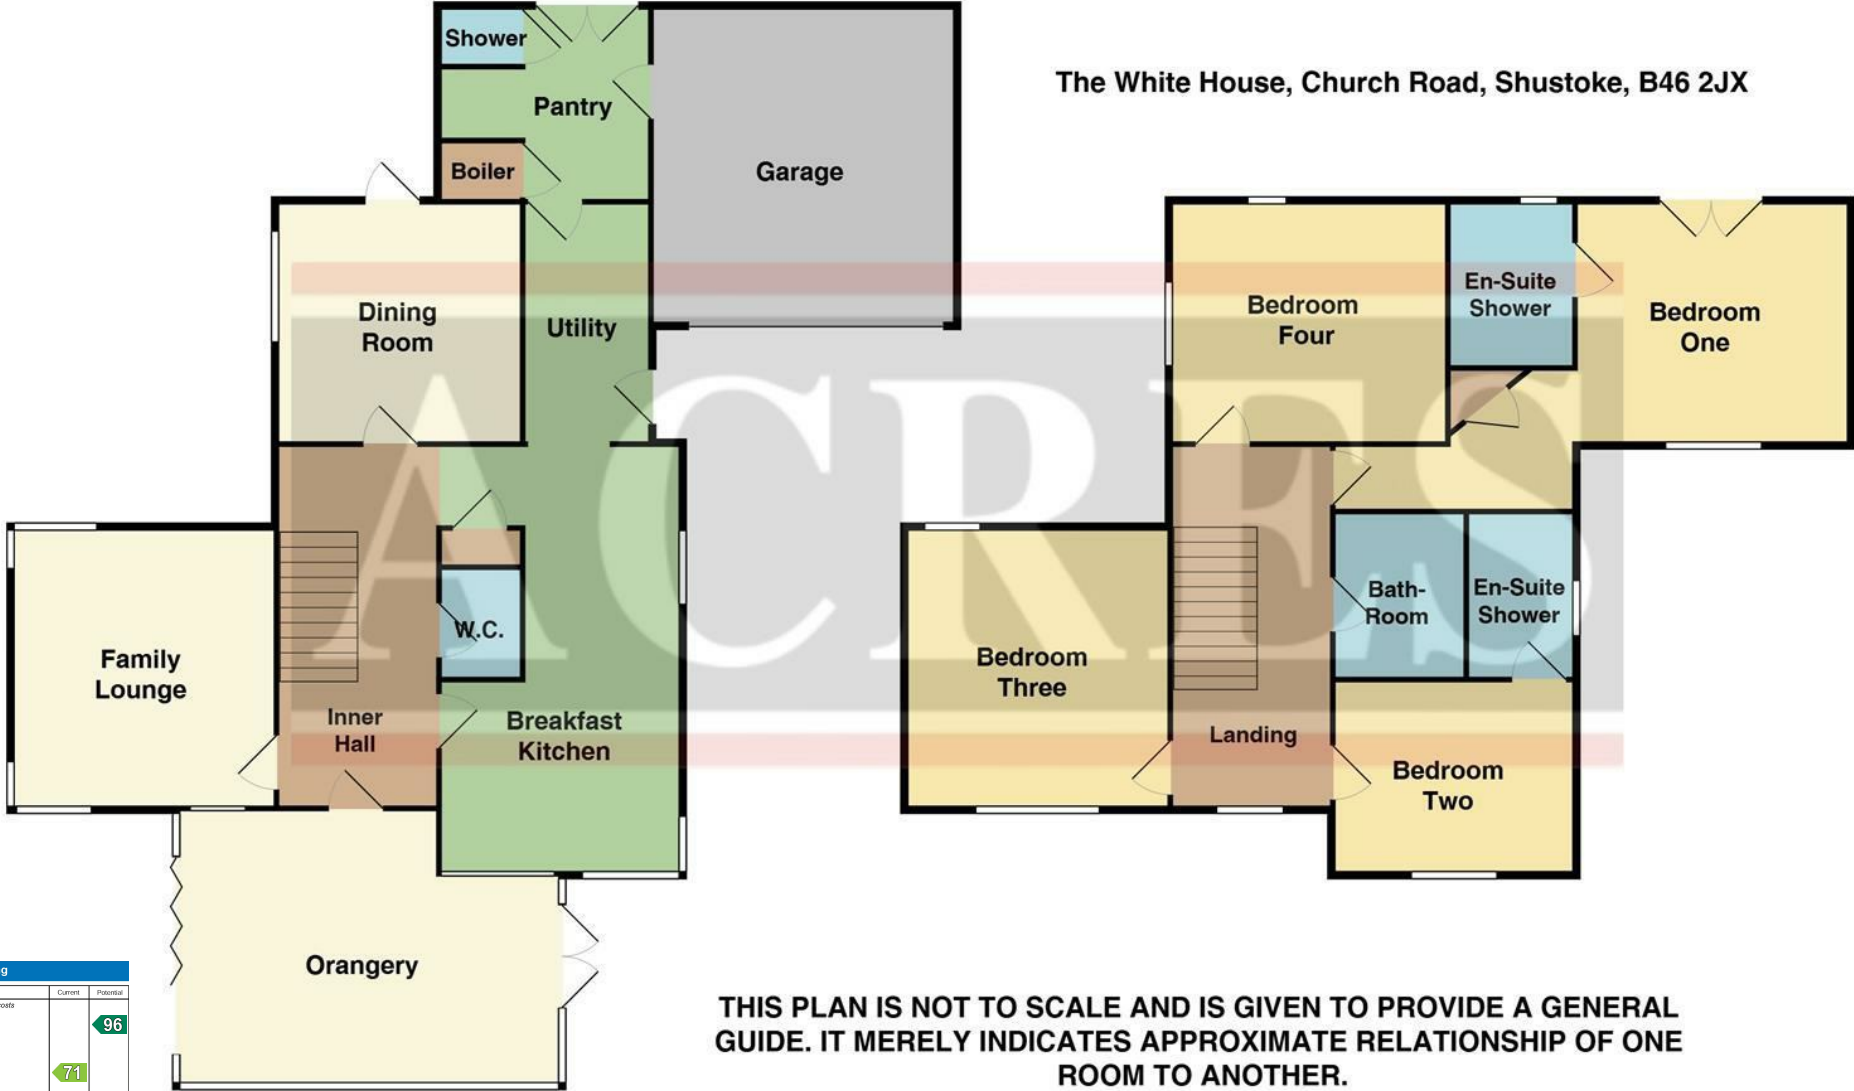 Shower
The White House, Church Road, Shustoke, B46 2JX
Pantry
Boiler
Garage
Dining
Room
Utility
Bedroom
Four
En-Suite
Shower
Bedroom
One
ACRES
Family
Lounge
W.C.
Inner
Hall
Breakfast
Kitchen
Bedroom
Three
Landing
Bath-
Room
En-Suite
Shower
Bedroom
Two
Orangery
g
Current Potential
costs
96
71
THIS PLAN IS NOT TO SCALE AND IS GIVEN TO PROVIDE A GENERAL
GUIDE. IT MERELY INDICATES APPROXIMATE RELATIONSHIP OF ONE
ROOM TO ANOTHER.